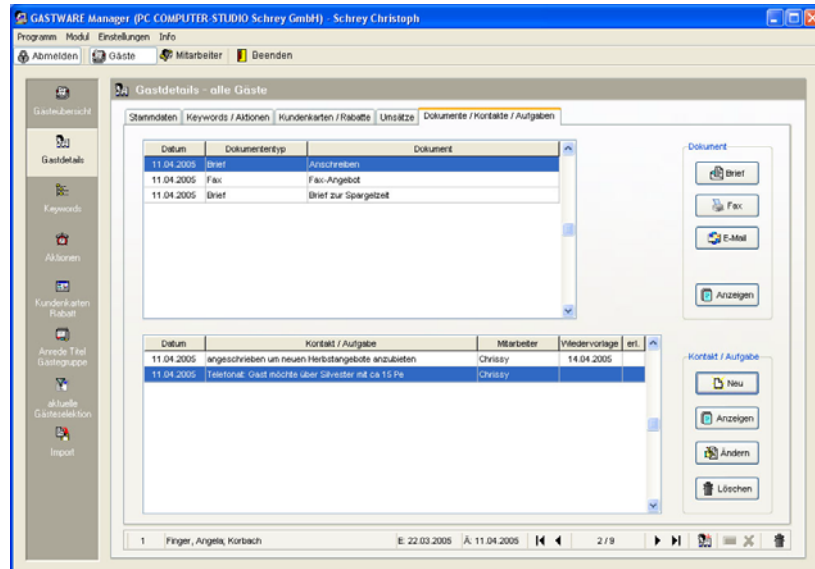 GASTWARE Manager (PC COMPUTER-STUDIO Schrey GmbH) - Schrey Christoph
Programm Modul Einstellungen Info
Abmelden Gäste Mitarbeiter Beenden
Gästeübersicht
Gastdetails
Keywords
Aktionen
Kundenkarten
Rabatt
Anrede Titel
Gästegruppe
aktuelle
Gästeselektion
Import
Gastdetails - alle Gäste
Stammdaten Keywords / Aktionen Kundenkarten / Rabatte Umsätze Dokumente / Kontakte / Aufgaben
Datum Dokumententyp Dokument
11.04.2005 Brief Anschreiben
11.04.2005 Fax Fax-Angebot
11.04.2005 Brief Brief zur Spargelzeit
Dokument
Brief
Fax
E-Mail
Anzeigen
Datum Kontakt / Aufgabe Mitarbeiter Wiedervorlage erl.
11.04.2005 angeschrieben um neuen Herbstangebote anzubieten Chrissy 14.04.2005
11.04.2005 Telefonat: Gast möchte über Silvester mit ca 15 Pe Chrissy
Kontakt / Aufgabe
Neu
Anzeigen
Ändern
Löschen
1 Finger, Angela; Korbach E: 22.03.2005 Ä: 11.04.2005 2 / 9